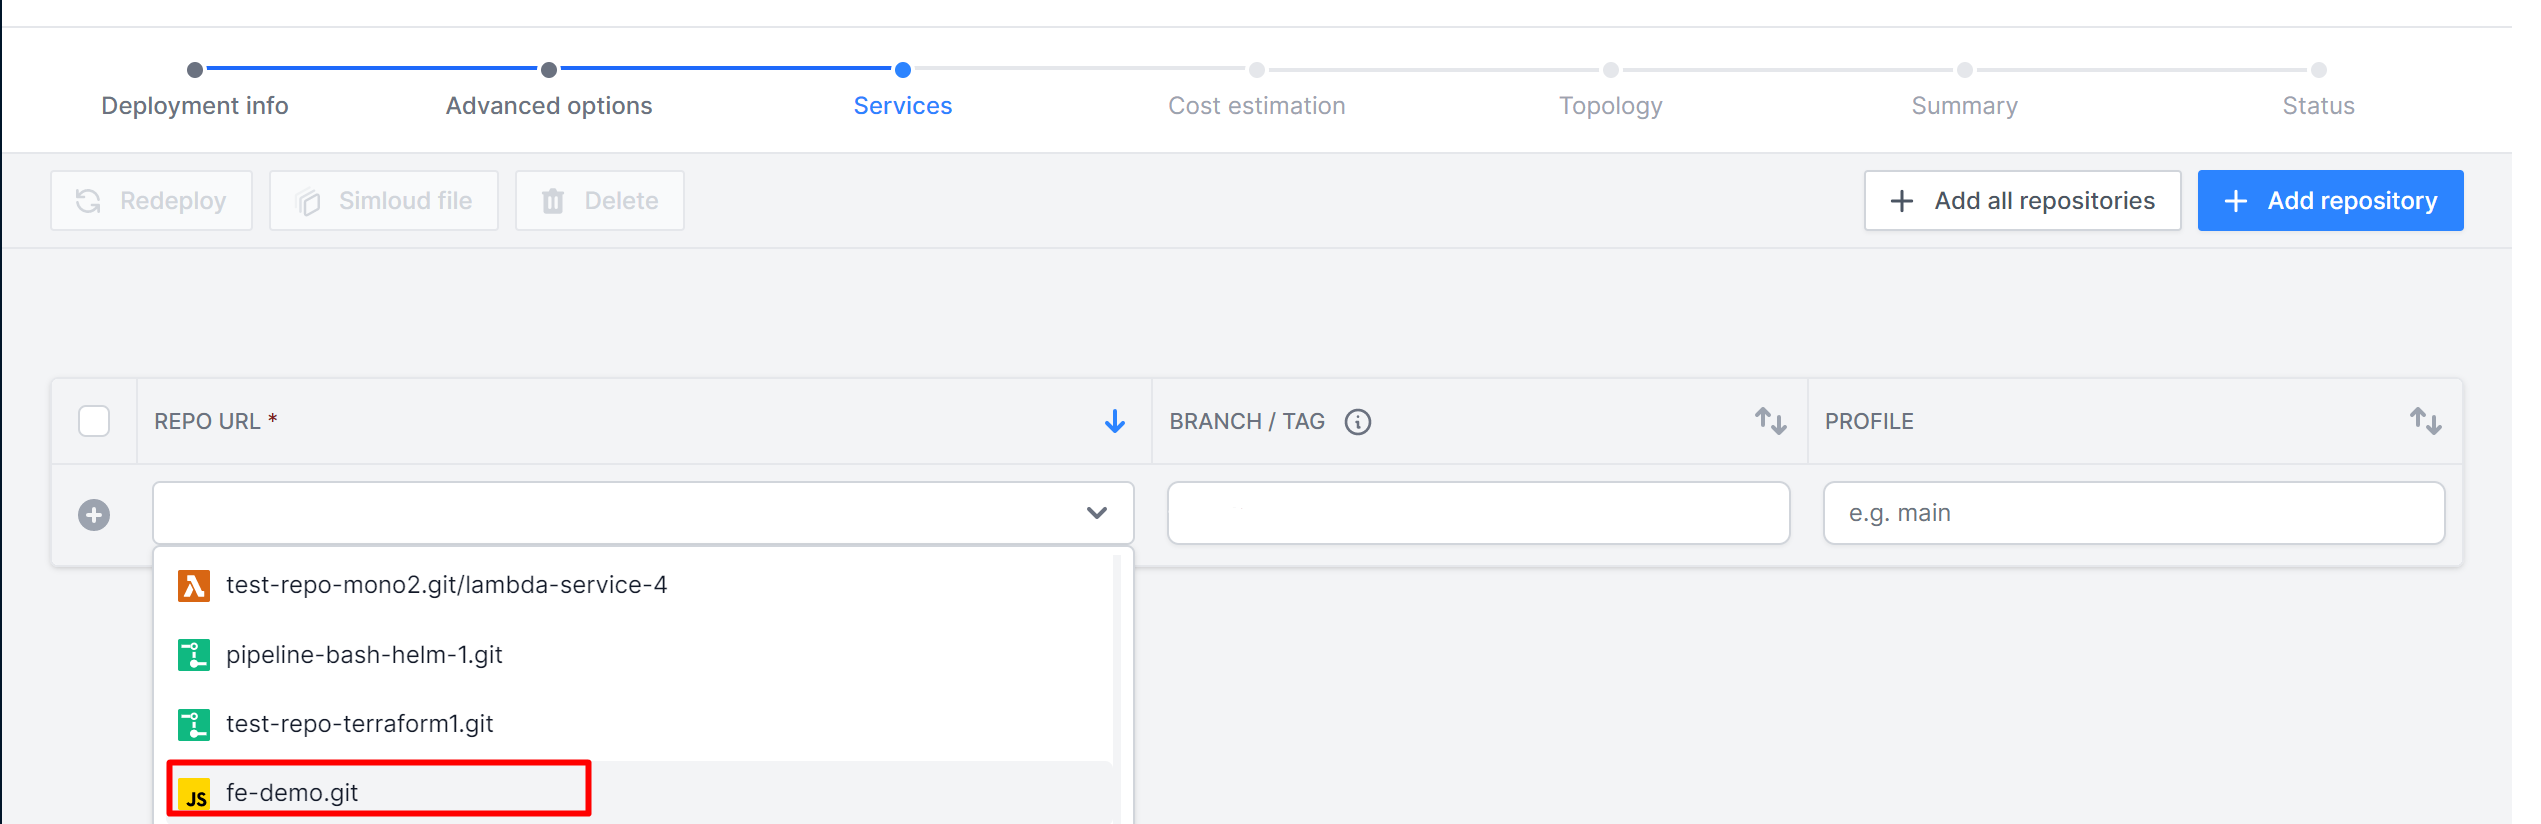 Deployment info
Advanced options
Services
Cost estimation
Topology
Summary
Status
Redeploy
Simloud file
Delete
Add all repositories
Add repository
REPO URL *
BRANCH / TAG
PROFILE
e.g. main
test-repo-mono2.git/lambda-service-4
pipeline-bash-helm-1.git
test-repo-terraform1.git
JS fe-demo.git